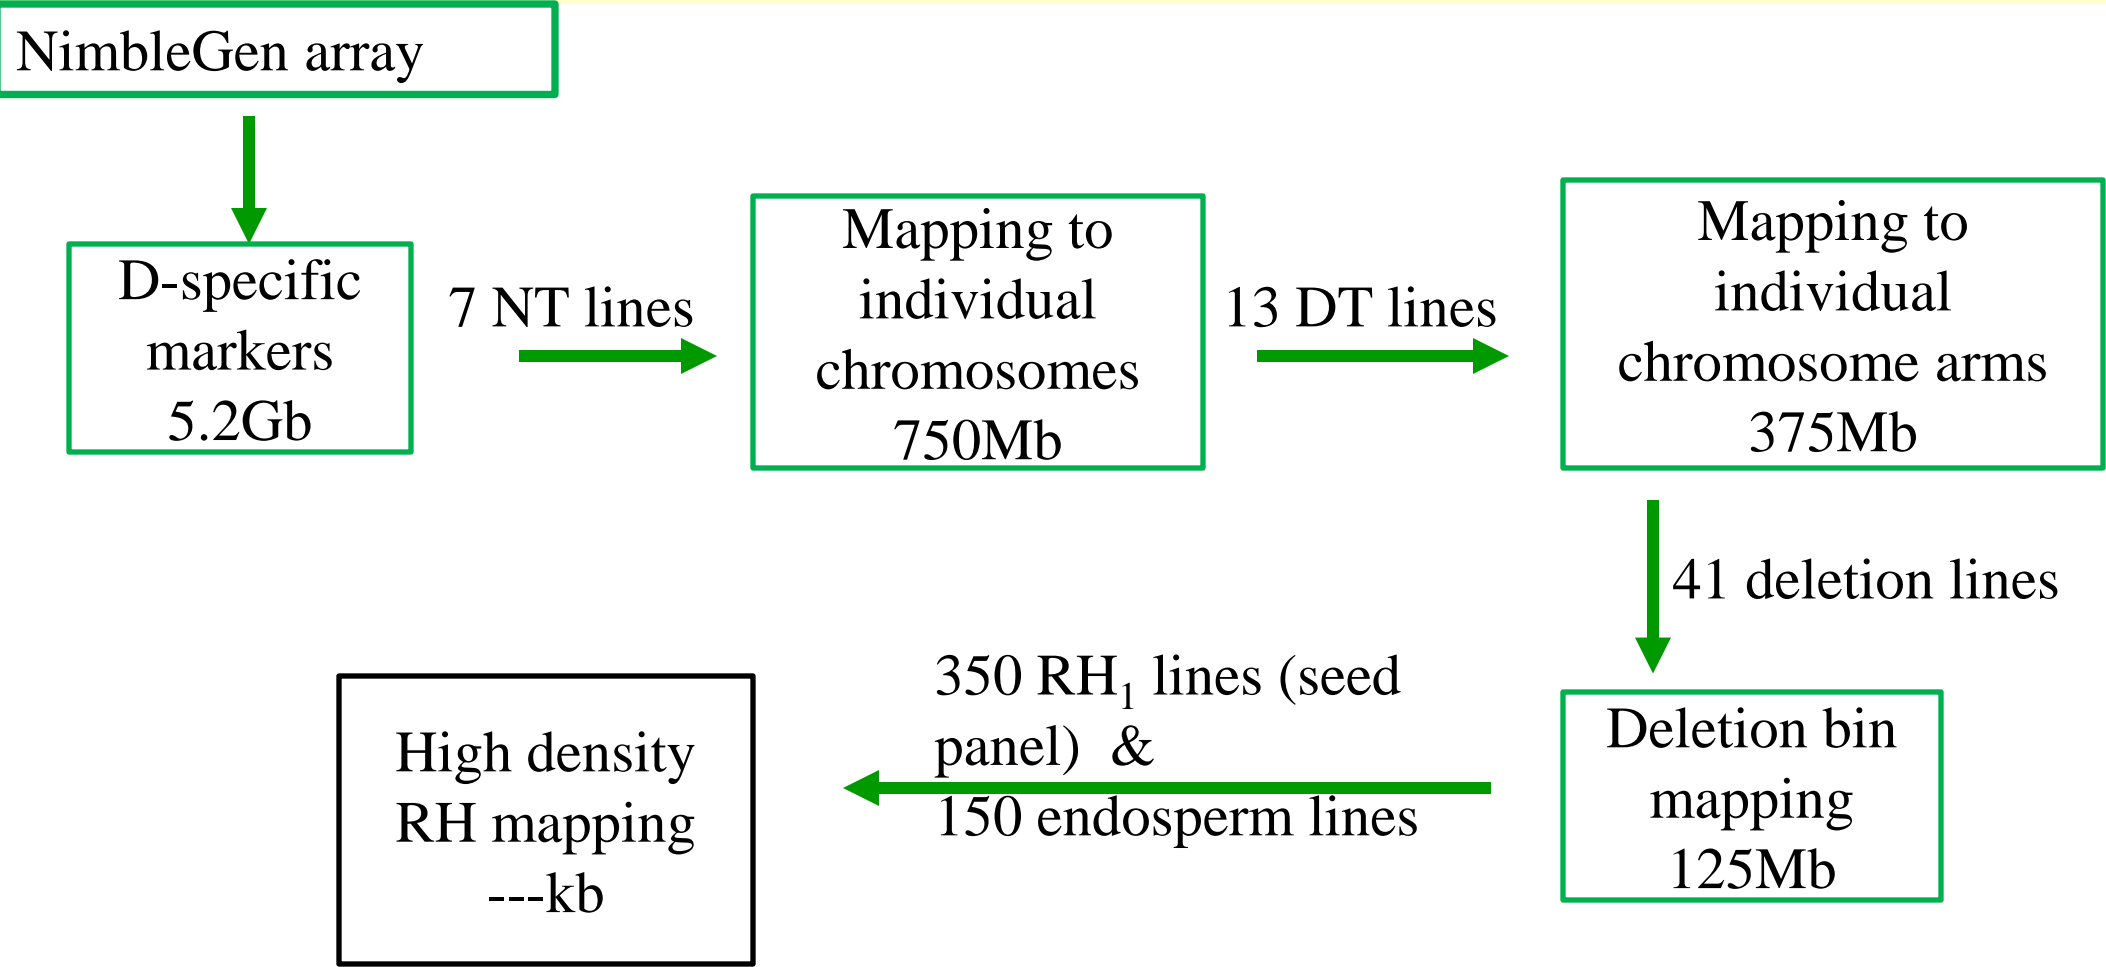 NimbleGen array
D-specific
markers
5.2Gb
7 NT lines
Mapping to
individual
chromosomes
750Mb
13 DT lines
Mapping to
individual
chromosome arms
375Mb
41 deletion lines
Deletion bin
mapping
125Mb
350 RH₁ lines (seed
panel) &
150 endosperm lines
High density
RH mapping
---kb